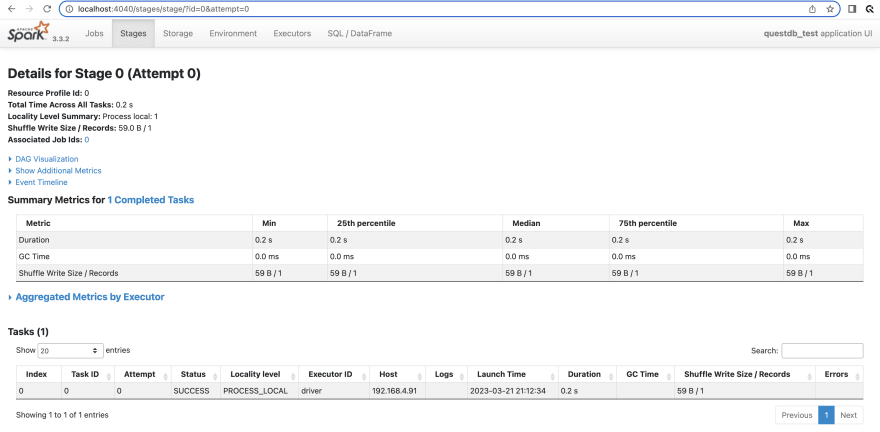 localhost:4040/stages/stage/?id=0&attempt=0
APACHE Spark 3.3.2 Jobs Stages Storage Environment Executors SQL / DataFrame questdb_test application UI
Details for Stage 0 (Attempt 0)
Resource Profile Id: 0
Total Time Across All Tasks: 0.2 s
Locality Level Summary: Process local: 1
Shuffle Write Size / Records: 59.0 B / 1
Associated Job Ids: 0
DAG Visualization
Show Additional Metrics
Event Timeline
Summary Metrics for 1 Completed Tasks
Metric Min 25th percentile Median 75th percentile Max
Duration 0.2 s 0.2 s 0.2 s 0.2 s 0.2 s
GC Time 0.0 ms 0.0 ms 0.0 ms 0.0 ms 0.0 ms
Shuffle Write Size / Records 59 B / 1 59 B / 1 59 B / 1 59 B / 1 59 B / 1
Aggregated Metrics by Executor
Tasks (1)
Show 20 entries Search:
Index Task ID Attempt Status Locality level Executor ID Host Logs Launch Time Duration GC Time Shuffle Write Size / Records Errors
0 0 0 SUCCESS PROCESS_LOCAL driver 192.168.4.91 2023-03-21 21:12:34 0.2 s 59 B / 1
Showing 1 to 1 of 1 entries Previous 1 Next